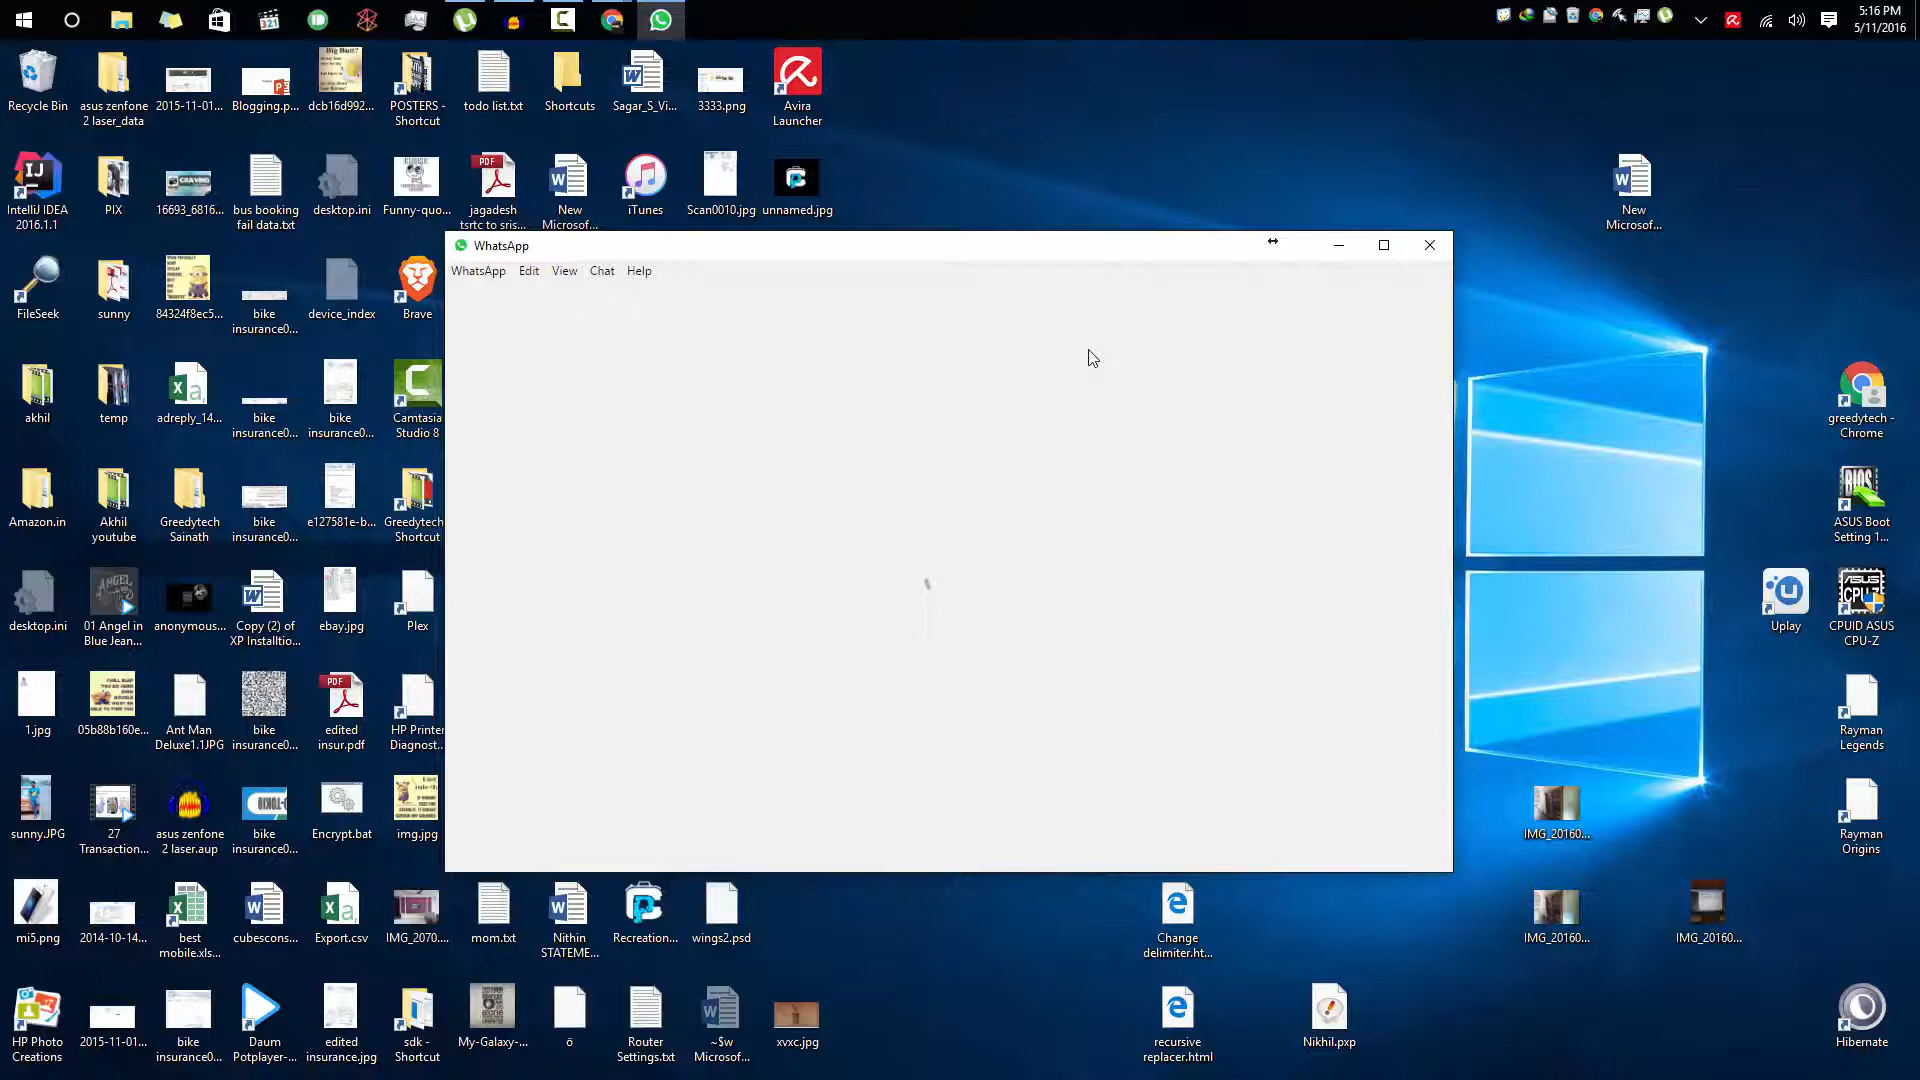 5:16 PM
5/11/2016
Recycle Bin
asus zenfone
2 laser_data
2015-11-01...
Blogging.p...
dcb16d992...
POSTERS -
Shortcut
todo list.txt
Shortcuts
Sagar_S_Vi...
3333.png
Avira
Launcher
IntelliJ IDEA
2016.1.1
PIX
16693_6816...
bus booking
fail data.txt
desktop.ini
Funny-quo...
jagadesh
tsrtc to sris...
New
Microsof...
iTunes
Scan0010.jpg
unnamed.jpg
New
Microsof...
WhatsApp
WhatsApp Edit View Chat Help
FileSeek
sunny
84324f8ec5...
bike
insurance0...
device_index
Brave
akhil
temp
adreply_14...
bike
insurance0...
bike
insurance0...
Camtasia
Studio 8
greedytech -
Chrome
Amazon.in
Akhil
youtube
Greedytech
Sainath
bike
insurance0...
e127581e-b...
Greedytech
Shortcut
ASUS Boot
Setting 1...
desktop.ini
01 Angel in
Blue Jean...
anonymous...
Copy (2) of
XP Installtio...
ebay.jpg
Plex
Uplay
CPUID ASUS
CPU-Z
1.jpg
05b88b160e...
Ant Man
Deluxe1.1JPG
bike
insurance0...
edited
insur.pdf
HP Printer
Diagnost...
Rayman
Legends
sunny.JPG
27
Transaction...
asus zenfone
2 laser.aup
bike
insurance0...
Encrypt.bat
img.jpg
IMG_20160...
Rayman
Origins
mi5.png
2014-10-14...
best
mobile.xls...
cubescons...
Export.csv
IMG_2070....
mom.txt
Nithin
STATEME...
Recreation...
wings2.psd
Change
delimiter.ht...
IMG_20160...
IMG_20160...
HP Photo
Creations
2015-11-01...
bike
insurance0...
Daum
Potplayer-...
edited
insurance.jpg
sdk -
Shortcut
My-Galaxy-...
ö
Router
Settings.txt
~$w
Microsof...
xvxc.jpg
recursive
replacer.html
Nikhil.pxp
Hibernate